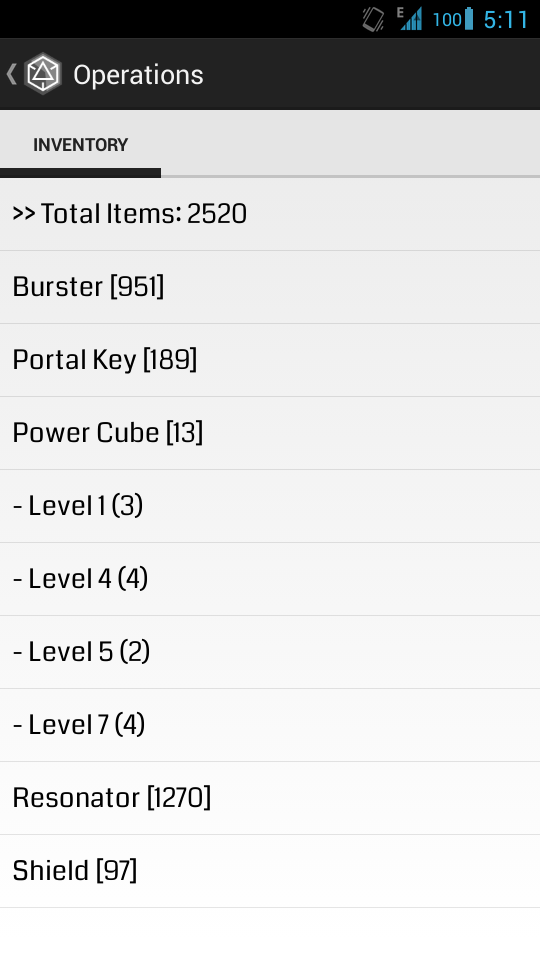 E 100 5:11
Operations
INVENTORY
>> Total Items: 2520
Burster [951]
Portal Key [189]
Power Cube [13]
- Level 1 (3)
- Level 4 (4)
- Level 5 (2)
- Level 7 (4)
Resonator [1270]
Shield [97]